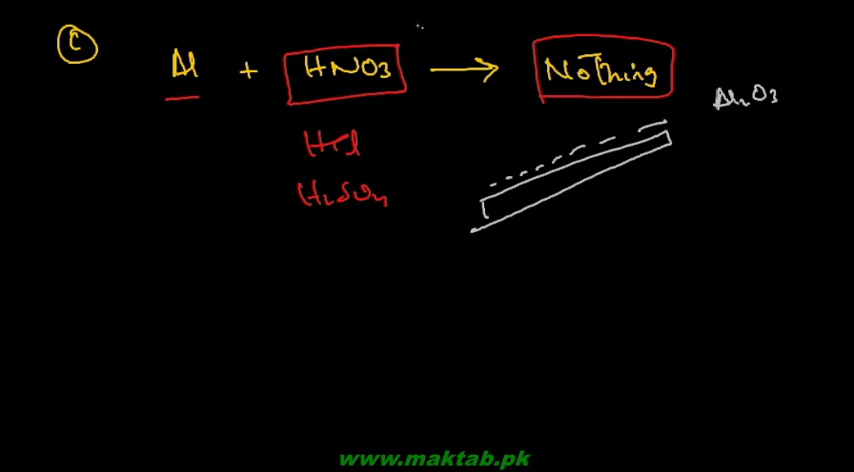 C
Al + HNO3 → Nothing
Al2O3
HCl
H2SO4
www.maktab.pk